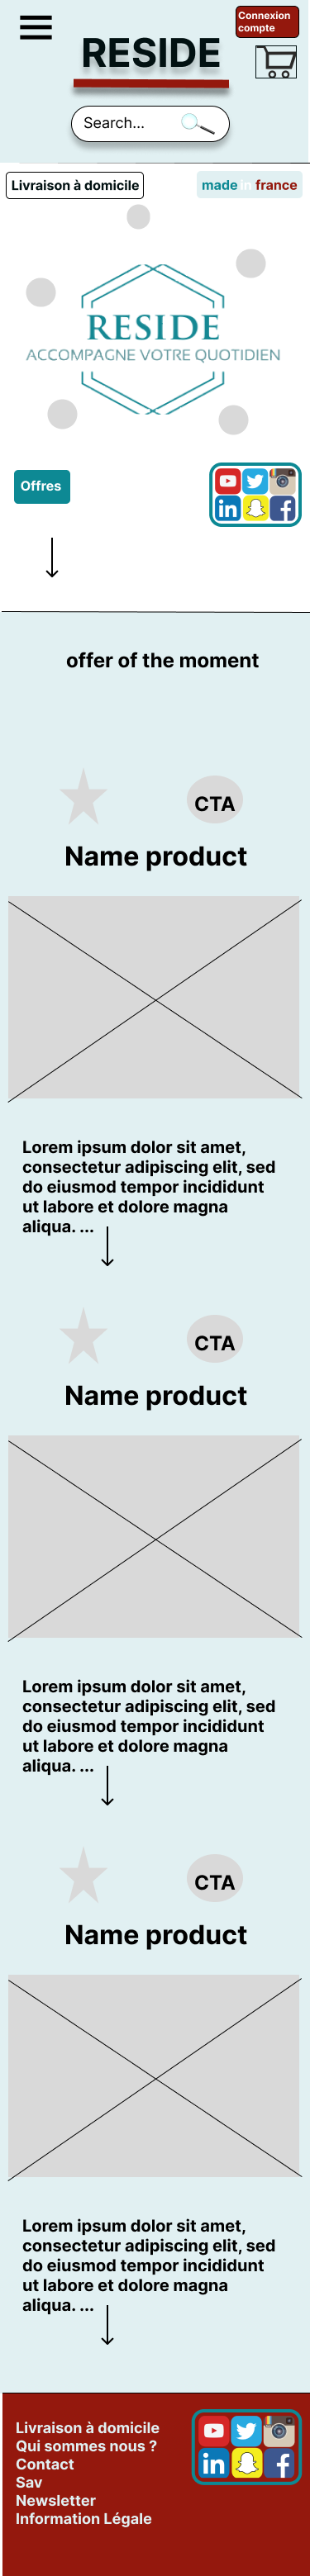 Connexion
compte
RESIDE
Search...
Livraison à domicile
made in france
RESIDE
ACCOMPAGNE VOTRE QUOTIDIEN
Offres
offer of the moment
CTA
Name product
Lorem ipsum dolor sit amet,
consectetur adipiscing elit, sed
do eiusmod tempor incididunt
ut labore et dolore magna
aliqua. ...
CTA
Name product
Lorem ipsum dolor sit amet,
consectetur adipiscing elit, sed
do eiusmod tempor incididunt
ut labore et dolore magna
aliqua. ...
CTA
Name product
Lorem ipsum dolor sit amet,
consectetur adipiscing elit, sed
do eiusmod tempor incididunt
ut labore et dolore magna
aliqua. ...
Livraison à domicile
Qui sommes nous ?
Contact
Sav
Newsletter
Information Légale